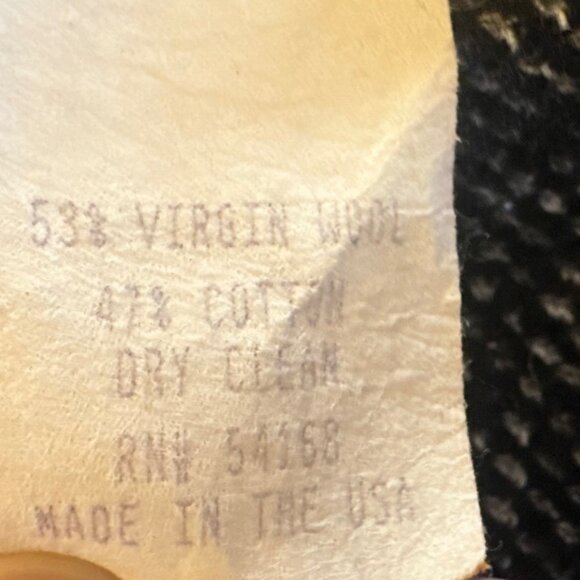 53% VIRGIN WOOL
47% COTTON
DRY CLEAN
RN# 54168
MADE IN THE USA